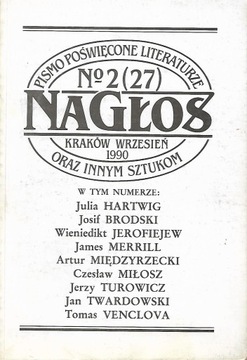 PISMO POŚWIĘCONE LITERATURZE
№ 2 (27)
NAGŁOS
KRAKÓW WRZESIEŃ
1990
ORAZ INNYM SZTUKOM
W TYM NUMERZE:
Julia HARTWIG
Josif BRODSKI
Wieniedikt JEROFIEJEW
James MERRILL
Artur MIĘDZYRZECKI
Czesław MIŁOSZ
Jerzy TUROWICZ
Jan TWARDOWSKI
Tomas VENCLOVA